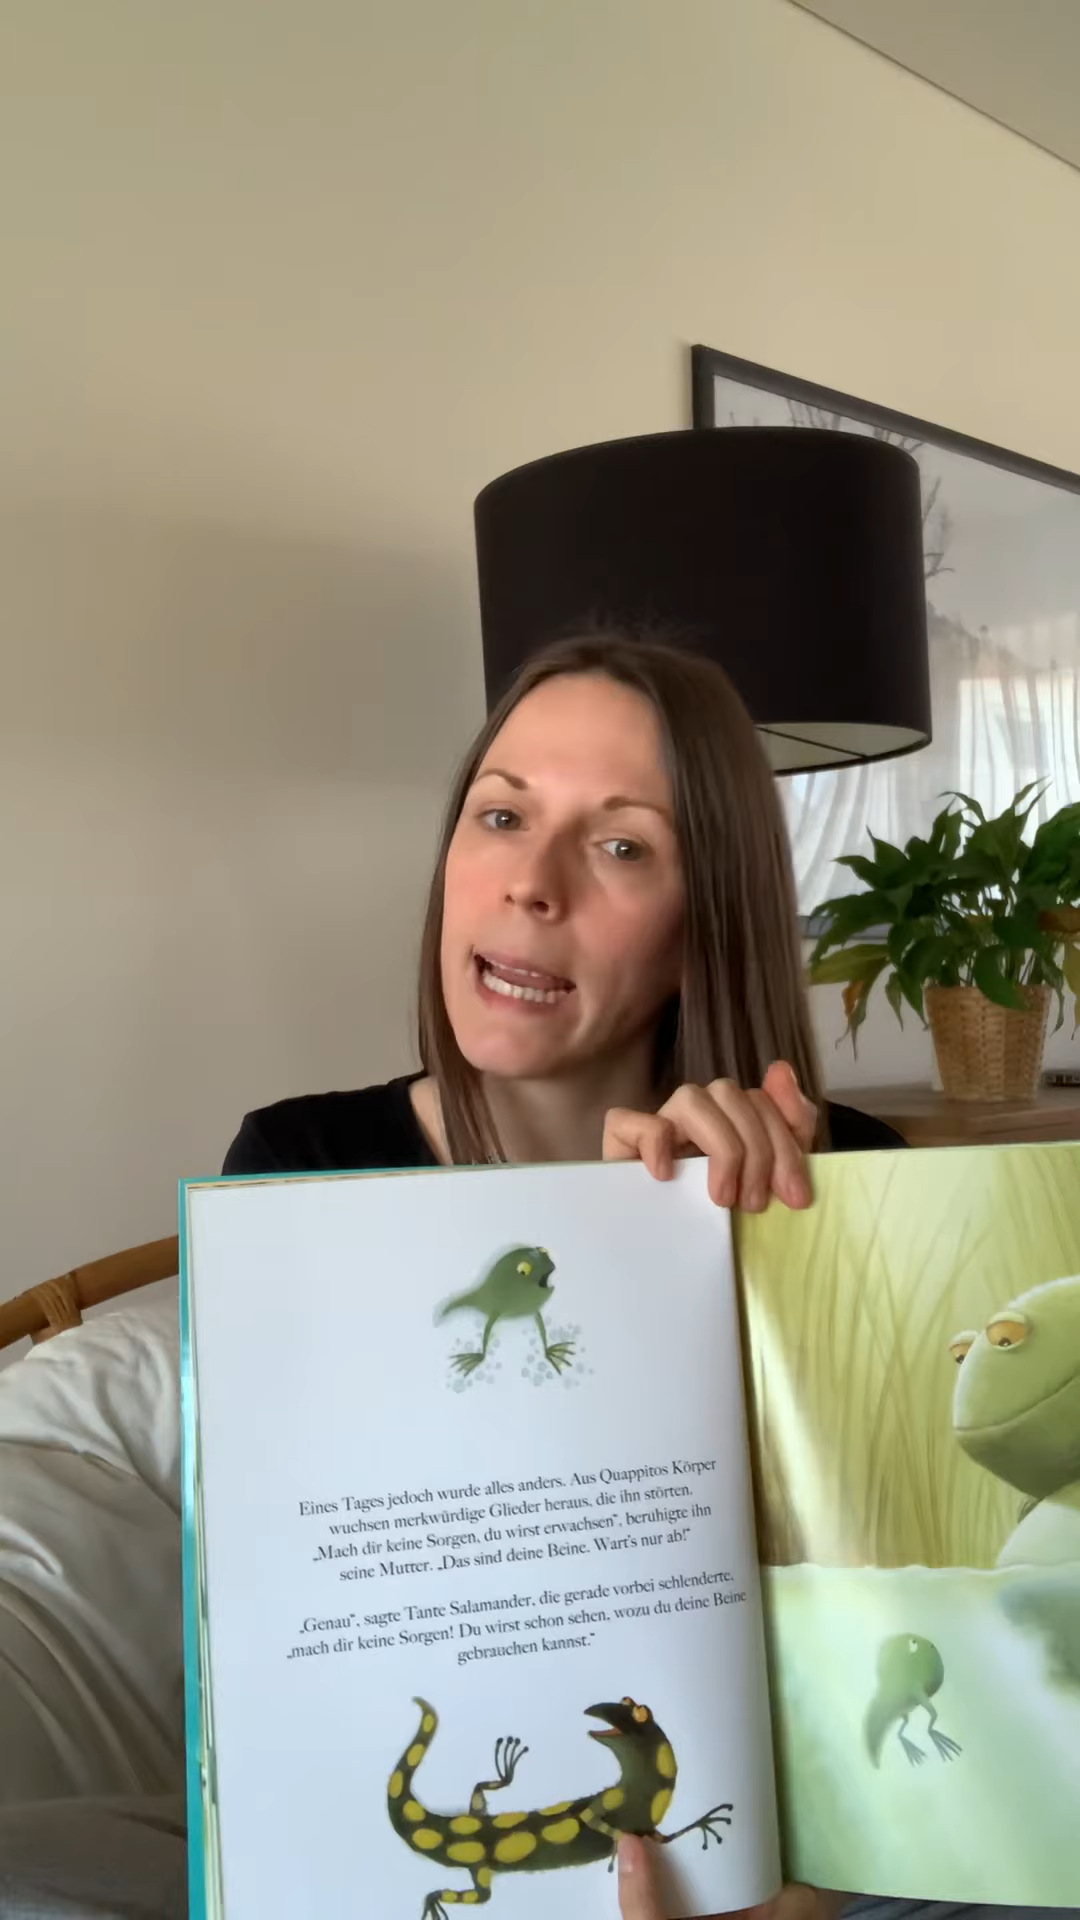 Eines Tages jedoch wurde alles anders. Aus Quappitos Körper
wuchsen merkwürdige Glieder heraus, die ihn störten.
„Mach dir keine Sorgen, du wirst erwachsen“, beruhigte ihn
seine Mutter. „Das sind deine Beine. Wart's nur ab!“
„Genau“, sagte Tante Salamander, die gerade vorbei schlenderte,
„mach dir keine Sorgen! Du wirst schon sehen, wozu du deine Beine
gebrauchen kannst.“